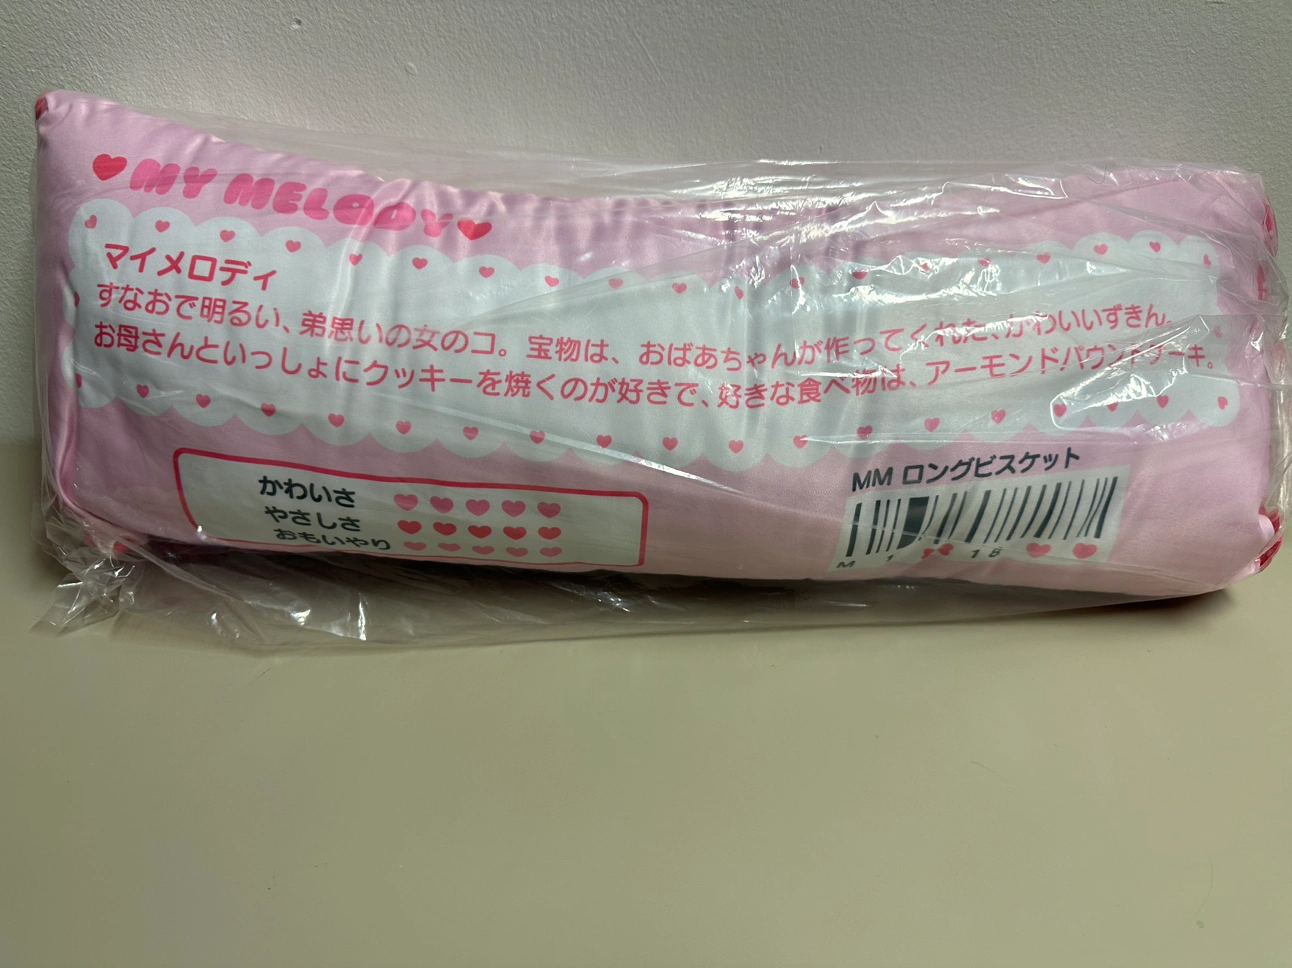 MY MELODY
マイメロディ
すなおで明るい、弟思いの女のコ。宝物は、おばあちゃんが作ってくれた、かわいいずきん。
お母さんといっしょにクッキーを焼くのが好きで、好きな食べ物は、アーモンドパウンドケーキ。
かわいさ
やさしさ
おもいやり
MM ロングビスケット
M 1 18